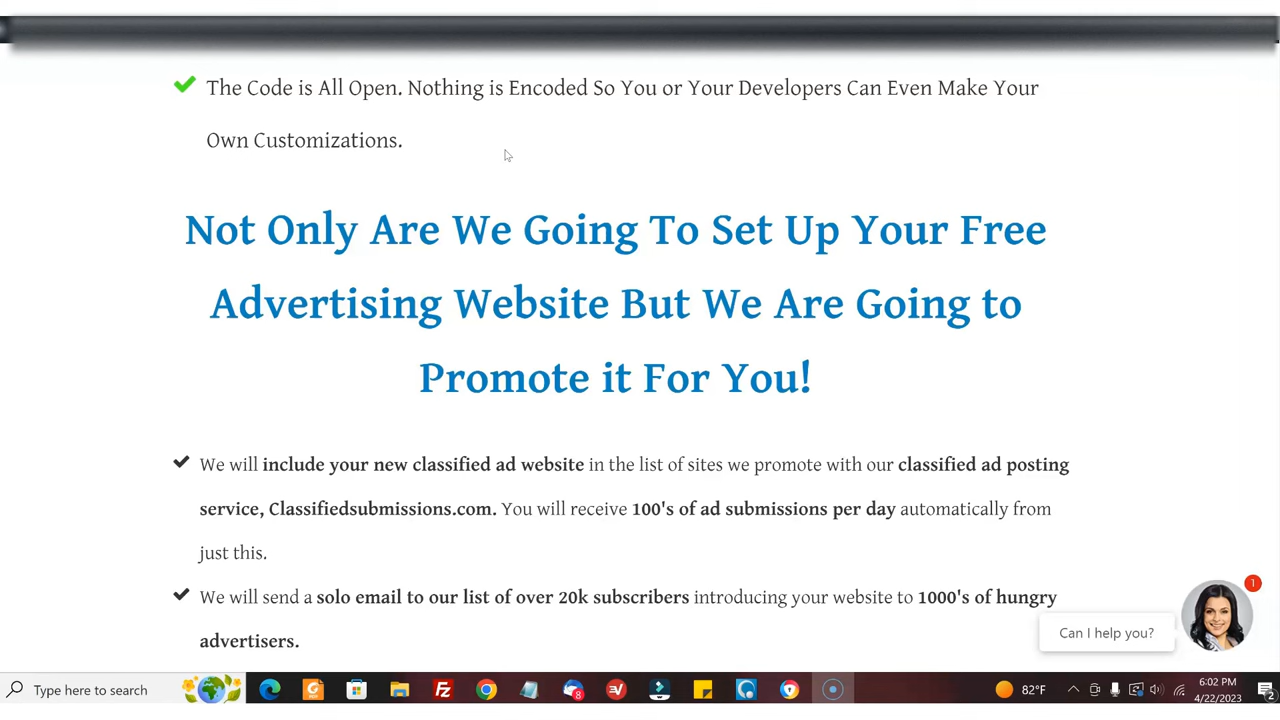 The Code is All Open. Nothing is Encoded So You or Your Developers Can Even Make Your
Own Customizations.
Not Only Are We Going To Set Up Your Free
Advertising Website But We Are Going to
Promote it For You!
We will include your new classified ad website in the list of sites we promote with our classified ad posting
service, Classifiedsubmissions.com. You will receive 100's of ad submissions per day automatically from
just this.
We will send a solo email to our list of over 20k subscribers introducing your website to 1000's of hungry
advertisers.
1
Can I help you?
Type here to search
8
82°F
6:02 PM
4/22/2023
2